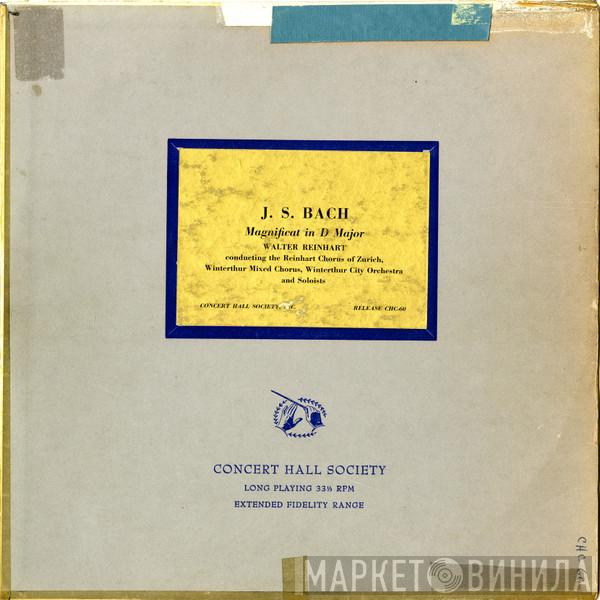 J. S. BACH
Magnificat in D Major
WALTER REINHART
conducting the Reinhart Chorus of Zurich,
Winterthur Mixed Chorus, Winterthur City Orchestra
and Soloists
CONCERT HALL SOCIETY,
RELEASE CHC-60
CONCERT HALL SOCIETY
LONG PLAYING 33⅓ RPM
EXTENDED FIDELITY RANGE
CHC 60
МАРКЕТ ВИНИЛА